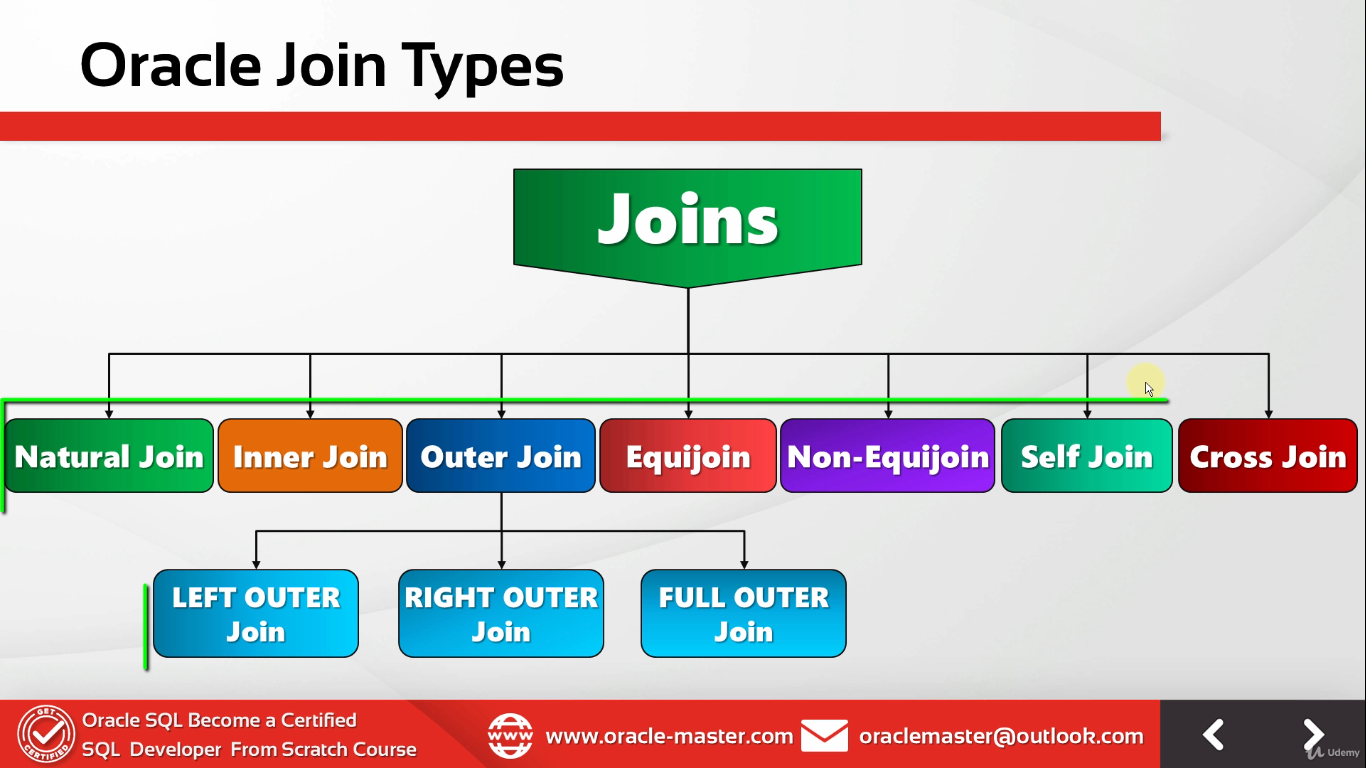 Oracle Join Types
Joins
Natural Join
Inner Join
Outer Join
Equijoin
Non-Equijoin
Self Join
Cross Join
LEFT OUTER
Join
RIGHT OUTER
Join
FULL OUTER
Join
GET
CERTIFIED
Oracle SQL Become a Certified
SQL Developer From Scratch Course
WWW
www.oracle-master.com
oraclemaster@outlook.com
Udemy